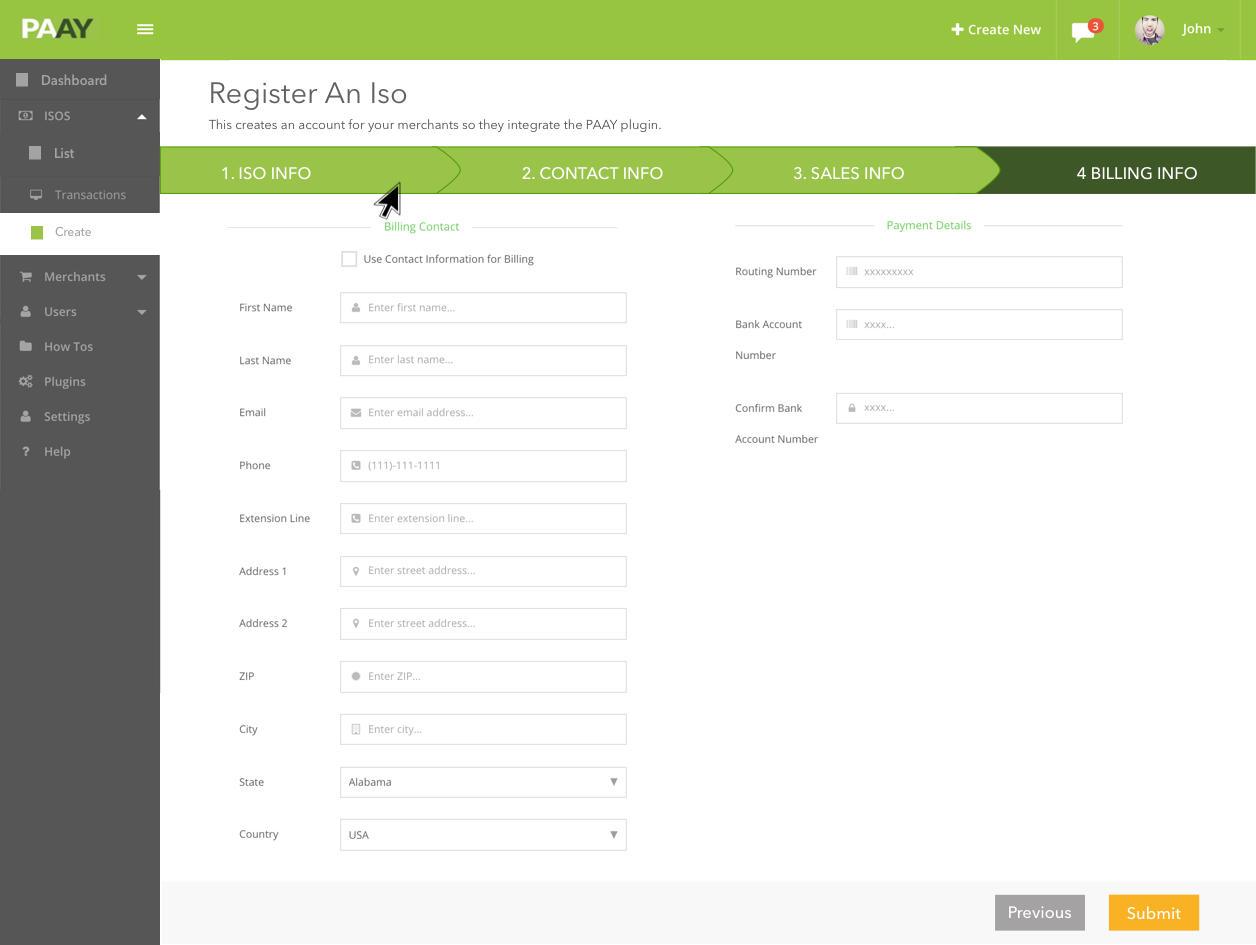 PAAY
Create New
3
John
Dashboard
ISOS
List
Transactions
Create
Merchants
Users
How Tos
Plugins
Settings
? Help
Register An Iso
This creates an account for your merchants so they integrate the PAAY plugin.
1. ISO INFO
2. CONTACT INFO
3. SALES INFO
4 BILLING INFO
Billing Contact
Use Contact Information for Billing
First Name
Enter first name...
Last Name
Enter last name...
Email
Enter email address...
Phone
(111)-111-1111
Extension Line
Enter extension line...
Address 1
Enter street address...
Address 2
Enter street address...
ZIP
Enter ZIP...
City
Enter city...
State
Alabama
Country
USA
Payment Details
Routing Number
xxxxxxxxx
Bank Account
Number
xxxx...
Confirm Bank
Account Number
xxxx...
Previous
Submit